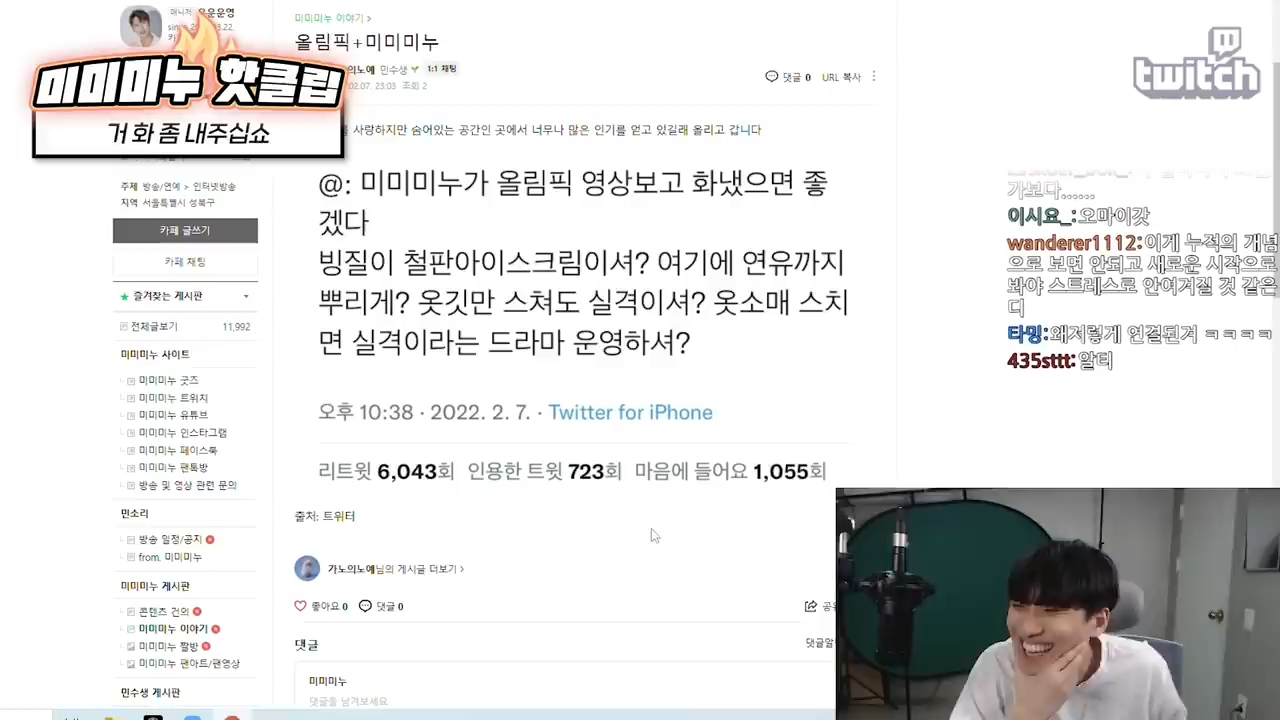 매니저 운운운영
미미미누 핫클립
거 화 좀 내주십쇼
주제 방송/연예 > 인터넷방송
지역 서울특별시 성북구
카페 글쓰기
카페 채팅
★ 즐겨찾는 게시판
전체글보기 11,992
미미미누 사이트
미미미누 굿즈
미미미누 트위치
미미미누 유튜브
미미미누 인스타그램
미미미누 페이스북
미미미누 팬톡방
방송 및 영상 관련 문의
민소리
방송 일정/공지
from. 미미미누
미미미누 게시판
콘텐츠 건의
미미미누 이야기
미미미누 짤방
미미미누 팬아트/팬영상
민수생 게시판
미미미누 이야기 >
올림픽+미미미누
의노예 민수생 1:1 채팅
02.07. 23:03 조회 2
댓글 0 URL 복사
사랑하지만 숨어있는 공간인 곳에서 너무나 많은 인기를 얻고 있길래 올리고 갑니다
@: 미미미누가 올림픽 영상보고 화냈으면 좋
겠다
빙질이 철판아이스크림이셔? 여기에 연유까지
뿌리게? 옷깃만 스쳐도 실격이셔? 옷소매 스치
면 실격이라는 드라마 운영하셔?
오후 10:38 · 2022. 2. 7. · Twitter for iPhone
리트윗 6,043회 인용한 트윗 723회 마음에 들어요 1,055회
출처: 트위터
가노의노예님의 게시글 더보기 >
좋아요 0 댓글 0
댓글
댓글알
미미미누
댓글을 남겨보세요
twitch
가보다......
이시요_: 오마이갓
wanderer1112: 이게 누적의 개념
으로 보면 안되고 새로운 시작으로
봐야 스트레스로 안여겨질 것 같은
디
타밍: 왜저렇게 연결된겨 ㅋㅋㅋㅋ
435sttt: 알티